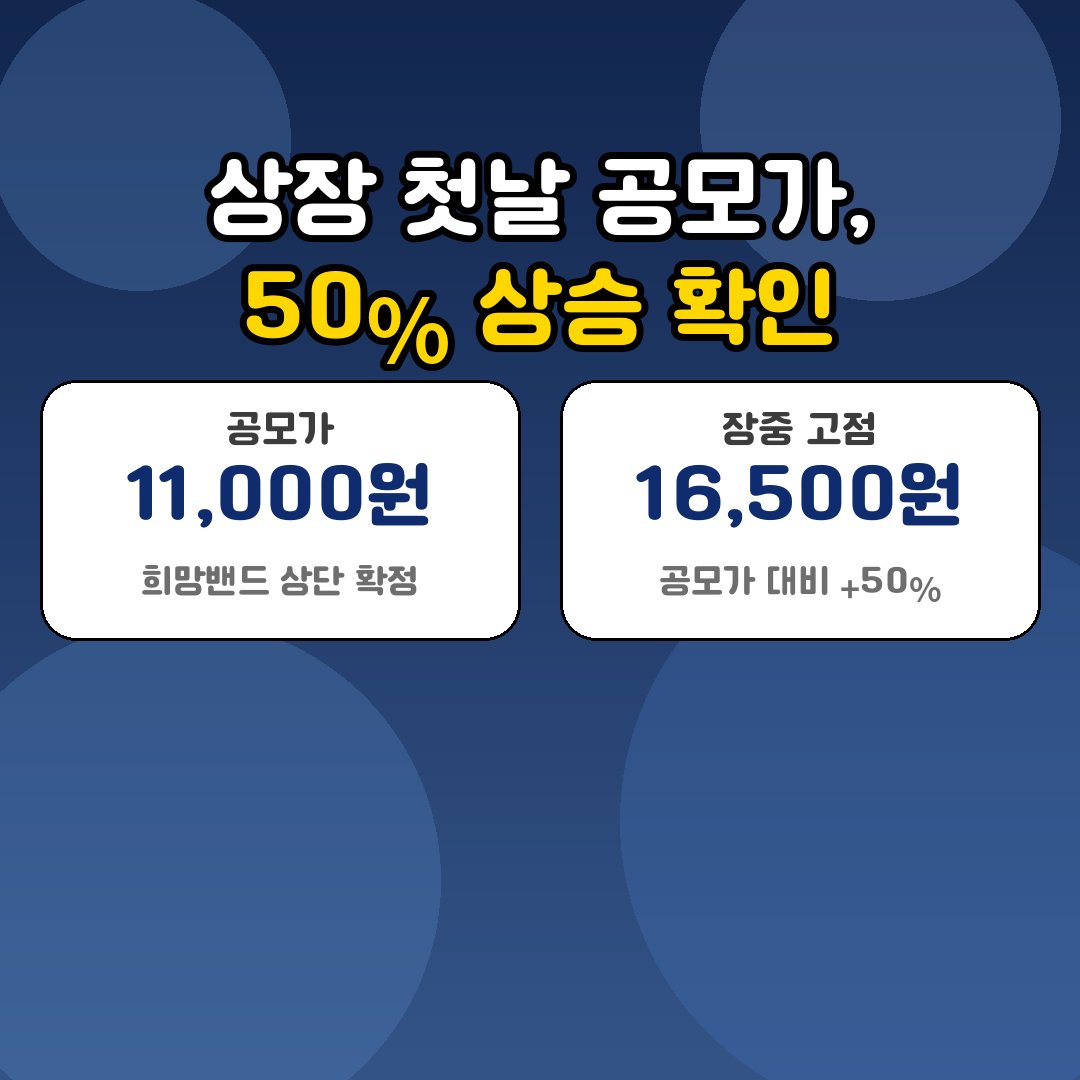 상장 첫날 공모가,
50% 상승 확인
공모가
11,000원
희망밴드 상단 확정
장중 고점
16,500원
공모가 대비 +50%